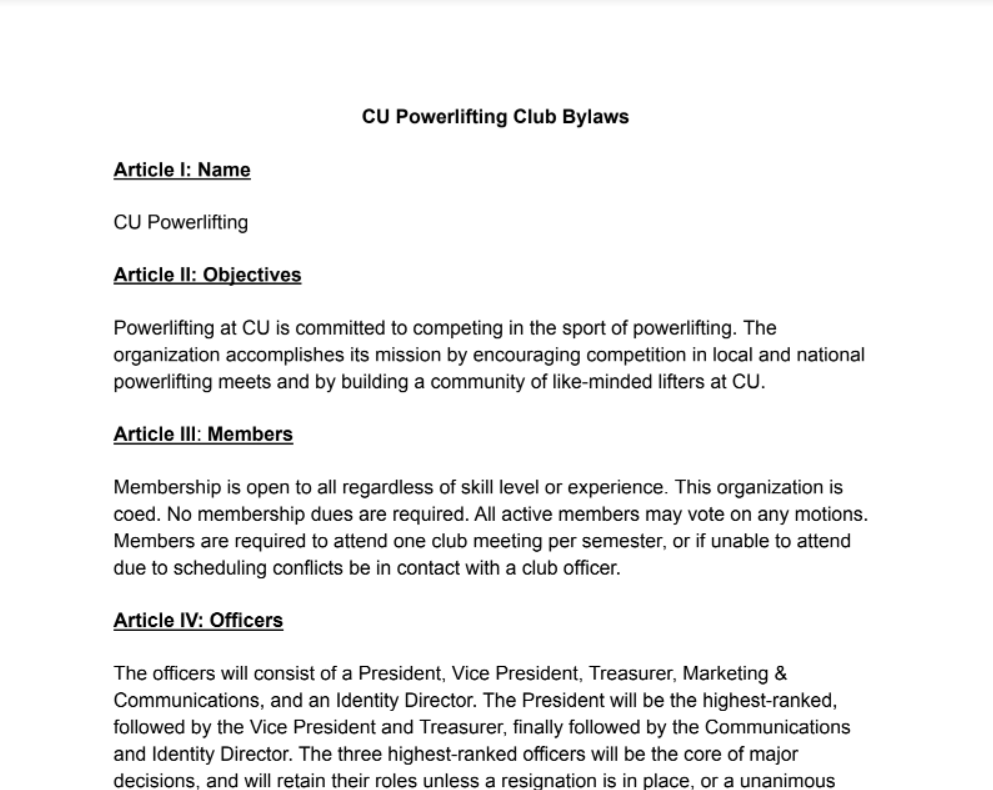 CU Powerlifting Club Bylaws
Article I: Name
CU Powerlifting
Article II: Objectives
Powerlifting at CU is committed to competing in the sport of powerlifting. The
organization accomplishes its mission by encouraging competition in local and national
powerlifting meets and by building a community of like-minded lifters at CU.
Article III: Members
Membership is open to all regardless of skill level or experience. This organization is
coed. No membership dues are required. All active members may vote on any motions.
Members are required to attend one club meeting per semester, or if unable to attend
due to scheduling conflicts be in contact with a club officer.
Article IV: Officers
The officers will consist of a President, Vice President, Treasurer, Marketing &
Communications, and an Identity Director. The President will be the highest-ranked,
followed by the Vice President and Treasurer, finally followed by the Communications
and Identity Director. The three highest-ranked officers will be the core of major
decisions, and will retain their roles unless a resignation is in place, or a unanimous